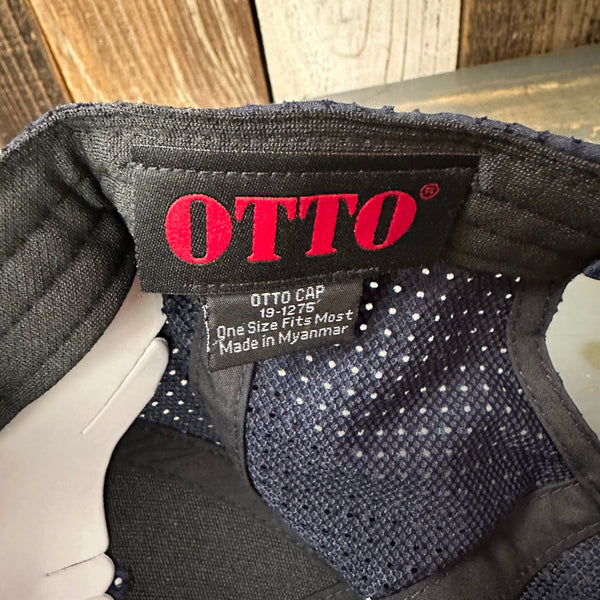 OTTO®
OTTO CAP
19-1275
One Size Fits Most
Made in Myanmar